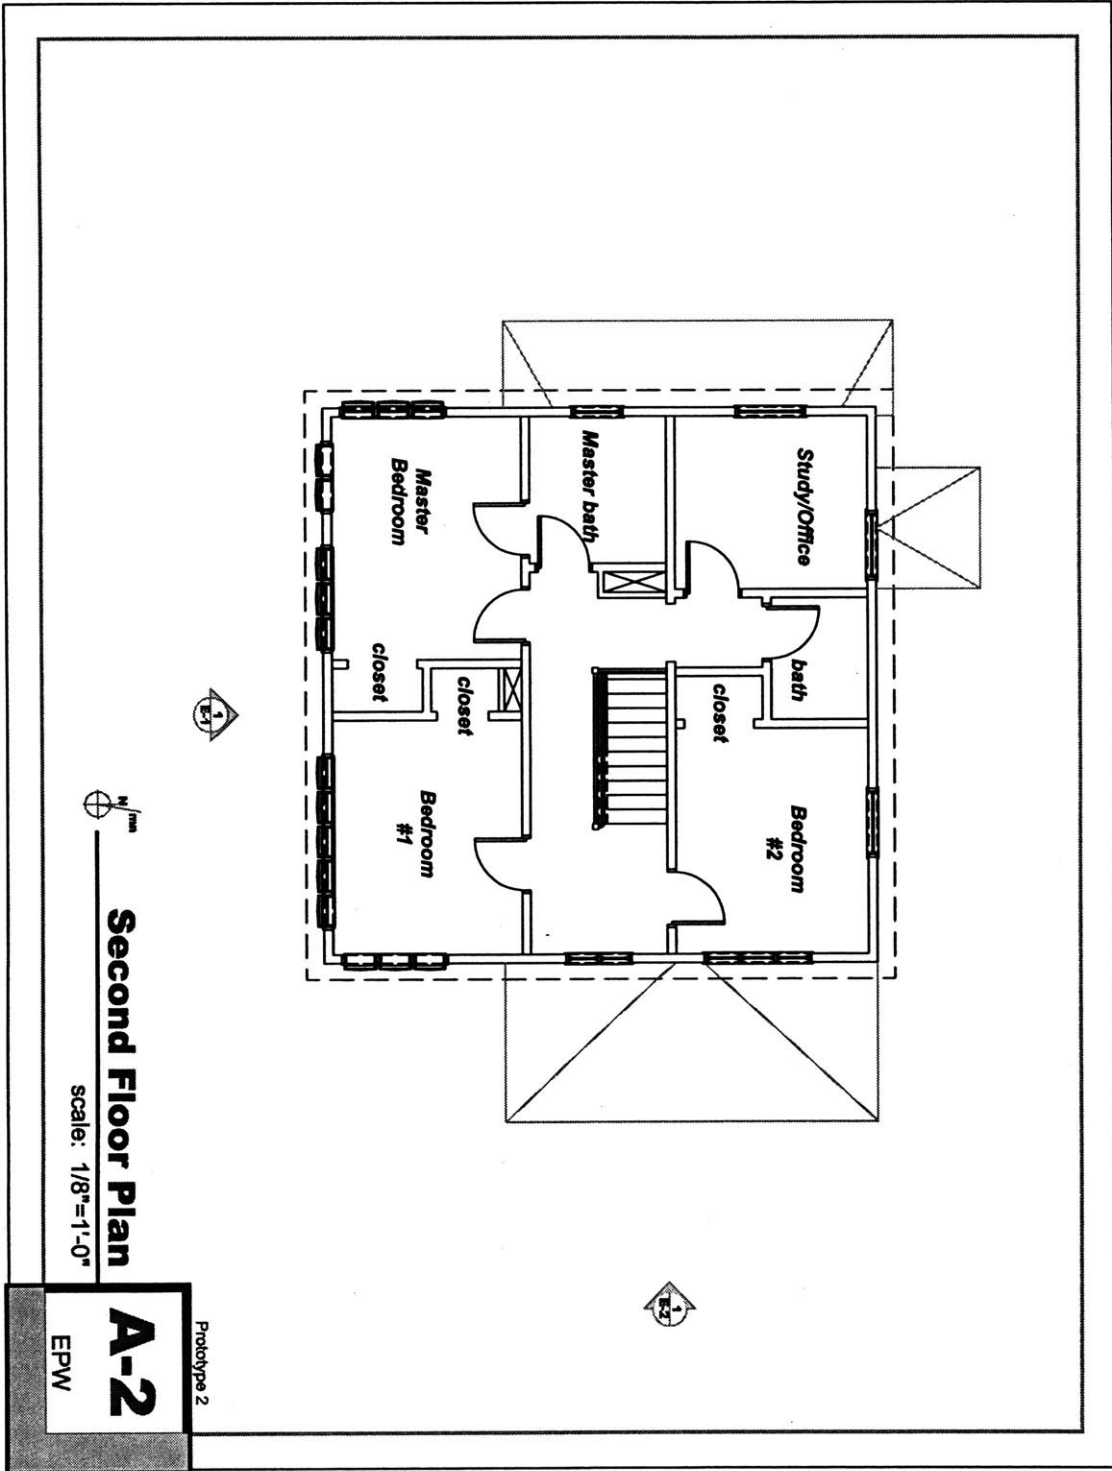 Study/Office
bath
Master bath
closet
Bedroom
#2
Master
Bedroom
closet
closet
Bedroom
#1
1
E-1
1
E-2
N/mn
Second Floor Plan
scale: 1/8"=1'-0"
Prototype 2
A-2
EPW